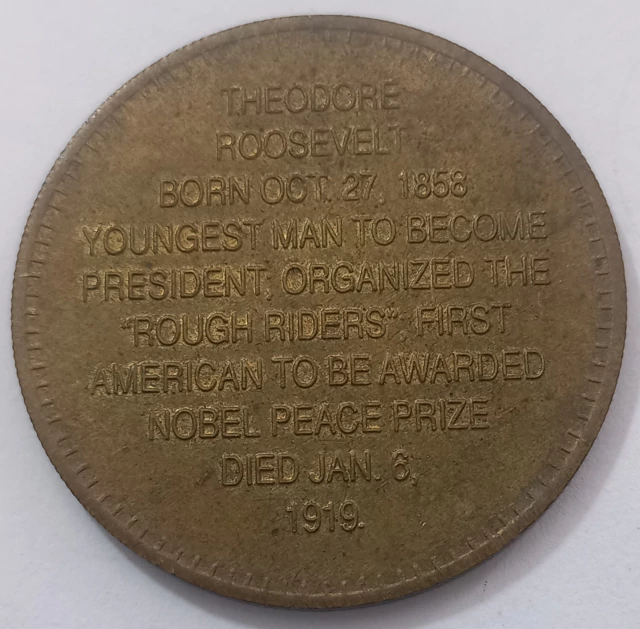 THEODORE
ROOSEVELT
BORN OCT. 27, 1858
YOUNGEST MAN TO BECOME
PRESIDENT, ORGANIZED THE
"ROUGH RIDERS", FIRST
AMERICAN TO BE AWARDED
NOBEL PEACE PRIZE
DIED JAN. 6,
1919.